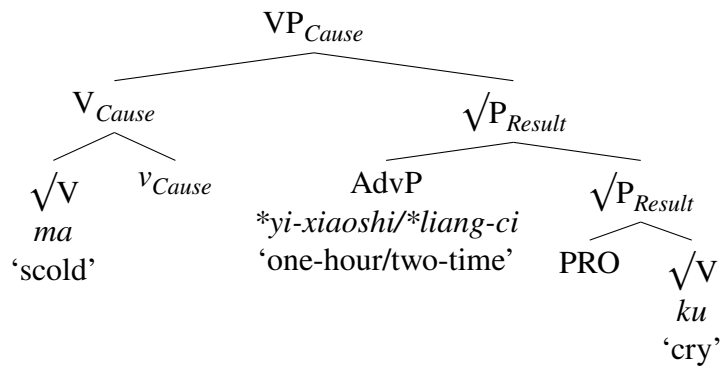 VP_Cause
V_Cause √P_Result
√V v_Cause AdvP √P_Result
ma *yi-xiaoshi/*liang-ci PRO √V
‘scold’ ‘one-hour/two-time’ ku
‘cry’